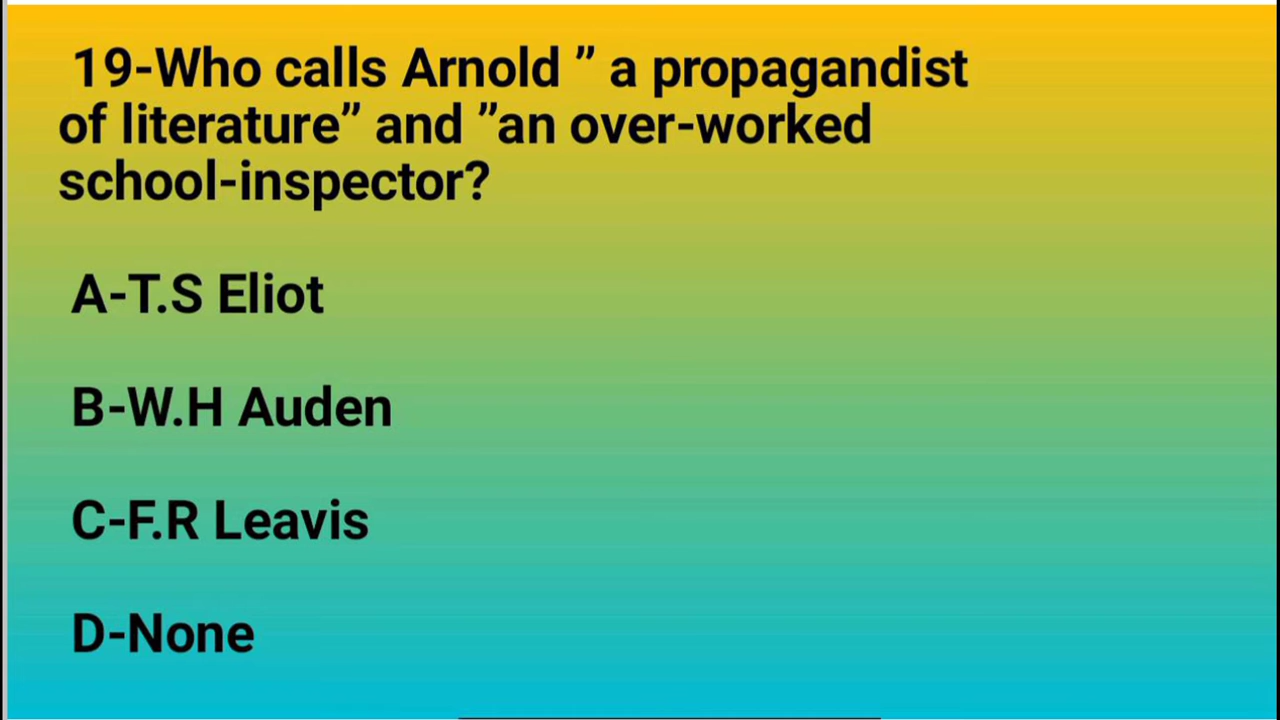 19-Who calls Arnold ” a propagandist
of literature” and ”an over-worked
school-inspector?
A-T.S Eliot
B-W.H Auden
C-F.R Leavis
D-None